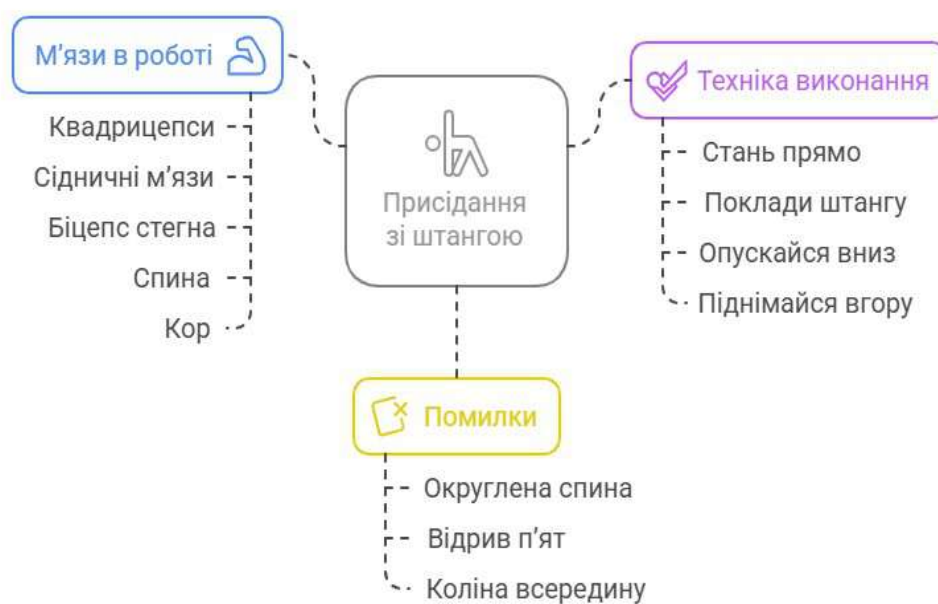 М’язи в роботі
Квадрицепси
Сідничні м’язи
Біцепс стегна
Спина
Кор
Присідання
зі штангою
Техніка виконання
Стань прямо
Поклади штангу
Опускайся вниз
Піднімайся вгору
Помилки
Округлена спина
Відрив п’ят
Коліна всередину